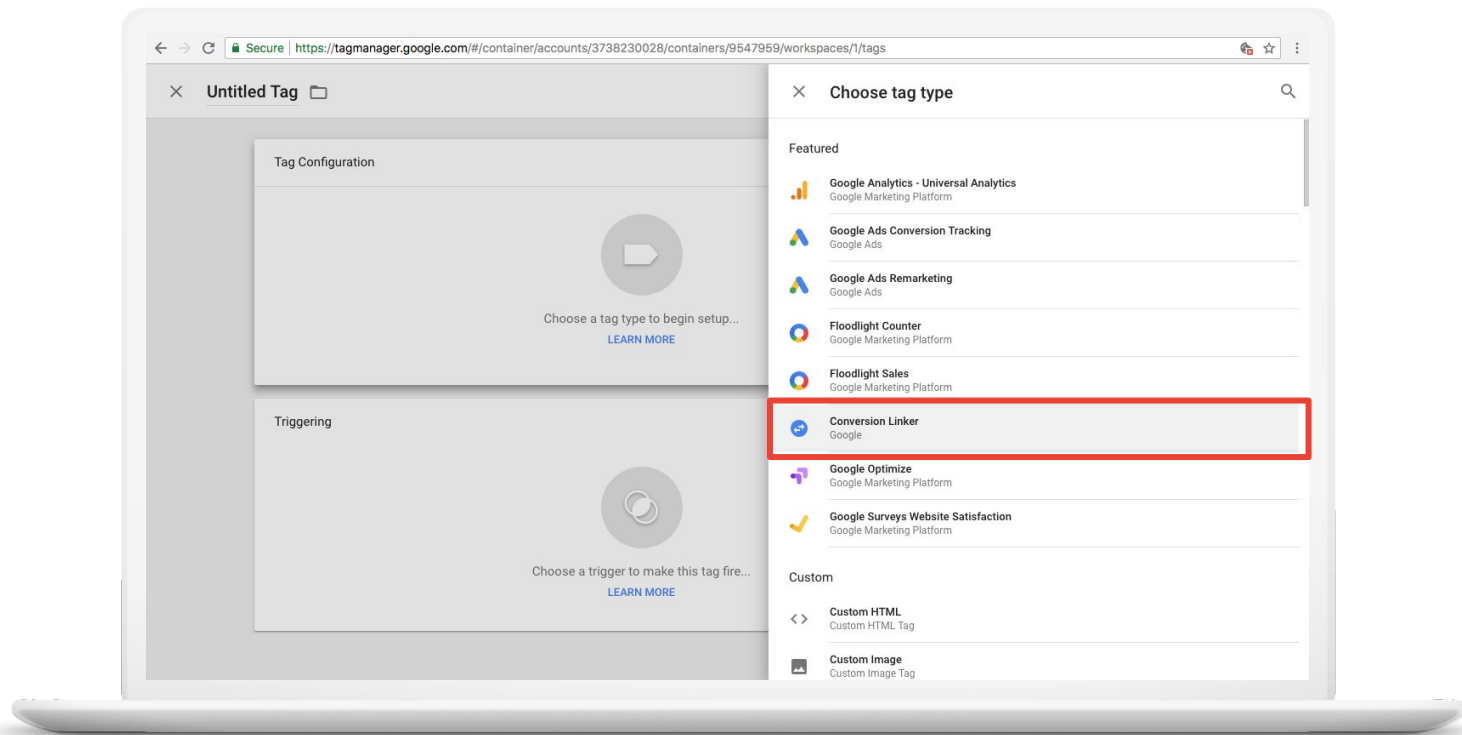 Secure | https://tagmanager.google.com/#/container/accounts/3738230028/containers/9547959/workspaces/1/tags
Untitled Tag
Choose tag type
Tag Configuration
Choose a tag type to begin setup...
LEARN MORE
Triggering
Choose a trigger to make this tag fire...
LEARN MORE
Featured
Google Analytics - Universal Analytics
Google Marketing Platform
Google Ads Conversion Tracking
Google Ads
Google Ads Remarketing
Google Ads
Floodlight Counter
Google Marketing Platform
Floodlight Sales
Google Marketing Platform
Conversion Linker
Google
Google Optimize
Google Marketing Platform
Google Surveys Website Satisfaction
Google Marketing Platform
Custom
Custom HTML
Custom HTML Tag
Custom Image
Custom Image Tag